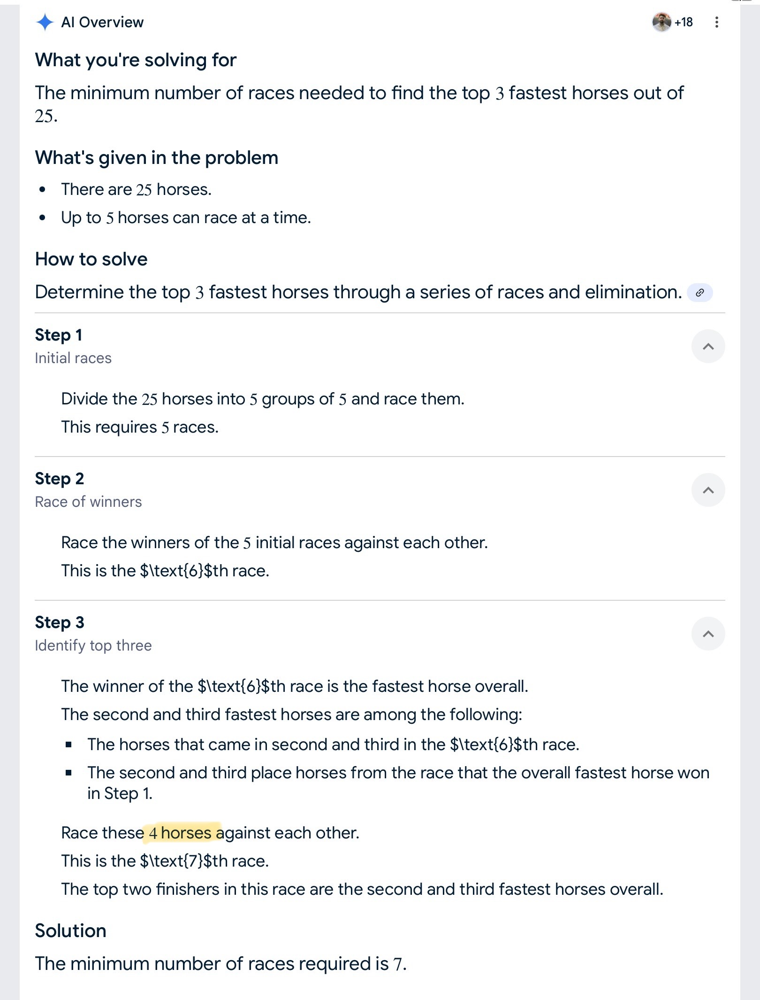 AI Overview
+18
What you're solving for
The minimum number of races needed to find the top 3 fastest horses out of
25.
What's given in the problem
• There are 25 horses.
• Up to 5 horses can race at a time.
How to solve
Determine the top 3 fastest horses through a series of races and elimination.
Step 1
Initial races
Divide the 25 horses into 5 groups of 5 and race them.
This requires 5 races.
Step 2
Race of winners
Race the winners of the 5 initial races against each other.
This is the $\text{6}$th race.
Step 3
Identify top three
The winner of the $\text{6}$th race is the fastest horse overall.
The second and third fastest horses are among the following:
▪ The horses that came in second and third in the $\text{6}$th race.
▪ The second and third place horses from the race that the overall fastest horse won
in Step 1.
Race these 4 horses against each other.
This is the $\text{7}$th race.
The top two finishers in this race are the second and third fastest horses overall.
Solution
The minimum number of races required is 7.